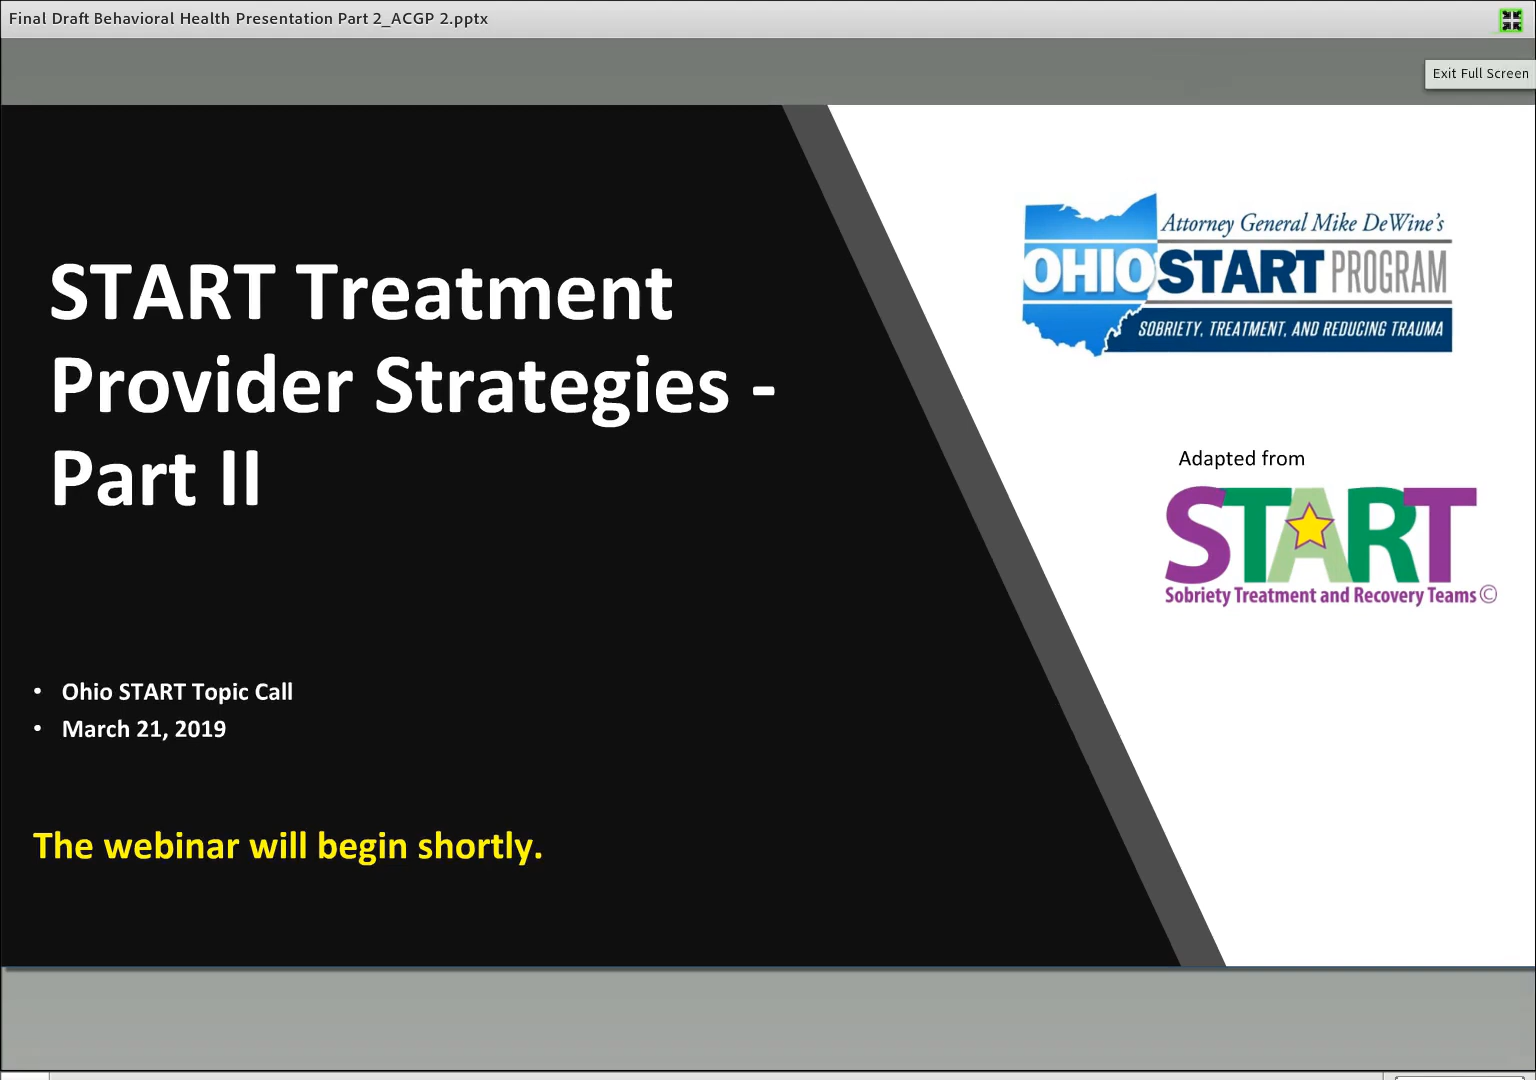 Final Draft Behavioral Health Presentation Part 2_ACGP 2.pptx
Exit Full Screen
START Treatment
Provider Strategies -
Part II
• Ohio START Topic Call
• March 21, 2019
The webinar will begin shortly.
Attorney General Mike DeWine's
OHIO START PROGRAM
SOBRIETY, TREATMENT, AND REDUCING TRAUMA
Adapted from
START
Sobriety Treatment and Recovery Teams©